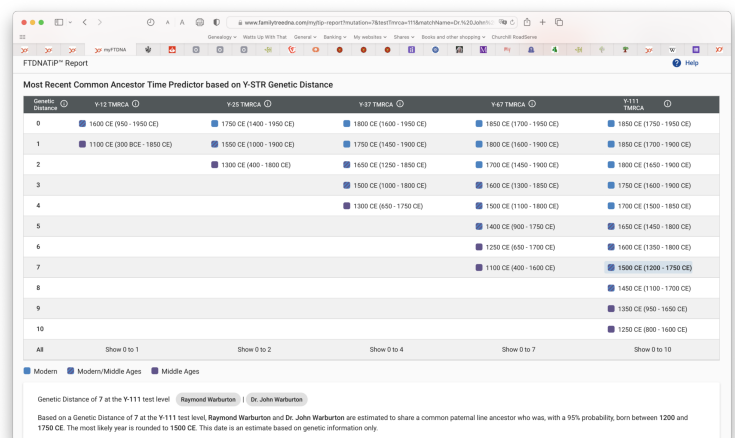 www.familytreedna.com/my/tip-report?mutation=7&testTmrca=111&matchName=Dr.%20John%2
Genealogy Watts Up With That General Banking My websites Shares Books and other shopping Churchill RoadServe
myFTDNA
FTDNATiP™ Report
Help
Most Recent Common Ancestor Time Predictor based on Y-STR Genetic Distance
Genetic Distance Y-12 TMRCA Y-25 TMRCA Y-37 TMRCA Y-67 TMRCA Y-111 TMRCA
0 1600 CE (950 - 1950 CE) 1750 CE (1400 - 1950 CE) 1800 CE (1600 - 1950 CE) 1850 CE (1700 - 1950 CE) 1850 CE (1750 - 1950 CE)
1 1100 CE (300 BCE - 1850 CE) 1550 CE (1000 - 1900 CE) 1750 CE (1450 - 1900 CE) 1800 CE (1600 - 1900 CE) 1850 CE (1700 - 1900 CE)
2 1300 CE (400 - 1800 CE) 1650 CE (1250 - 1850 CE) 1700 CE (1450 - 1900 CE) 1800 CE (1650 - 1900 CE)
3 1500 CE (1000 - 1800 CE) 1600 CE (1300 - 1850 CE) 1750 CE (1600 - 1900 CE)
4 1300 CE (650 - 1750 CE) 1500 CE (1100 - 1800 CE) 1700 CE (1500 - 1850 CE)
5 1400 CE (900 - 1750 CE) 1650 CE (1450 - 1800 CE)
6 1250 CE (650 - 1700 CE) 1600 CE (1350 - 1800 CE)
7 1100 CE (400 - 1600 CE) 1500 CE (1200 - 1750 CE)
8 1450 CE (1100 - 1700 CE)
9 1350 CE (950 - 1650 CE)
10 1250 CE (800 - 1600 CE)
All Show 0 to 1 Show 0 to 2 Show 0 to 4 Show 0 to 7 Show 0 to 10
Modern Modern/Middle Ages Middle Ages
Genetic Distance of 7 at the Y-111 test level Raymond Warburton | Dr. John Warburton
Based on a Genetic Distance of 7 at the Y-111 test level, Raymond Warburton and Dr. John Warburton are estimated to share a common paternal line ancestor who was, with a 95% probability, born between 1200 and
1750 CE. The most likely year is rounded to 1500 CE. This date is an estimate based on genetic information only.